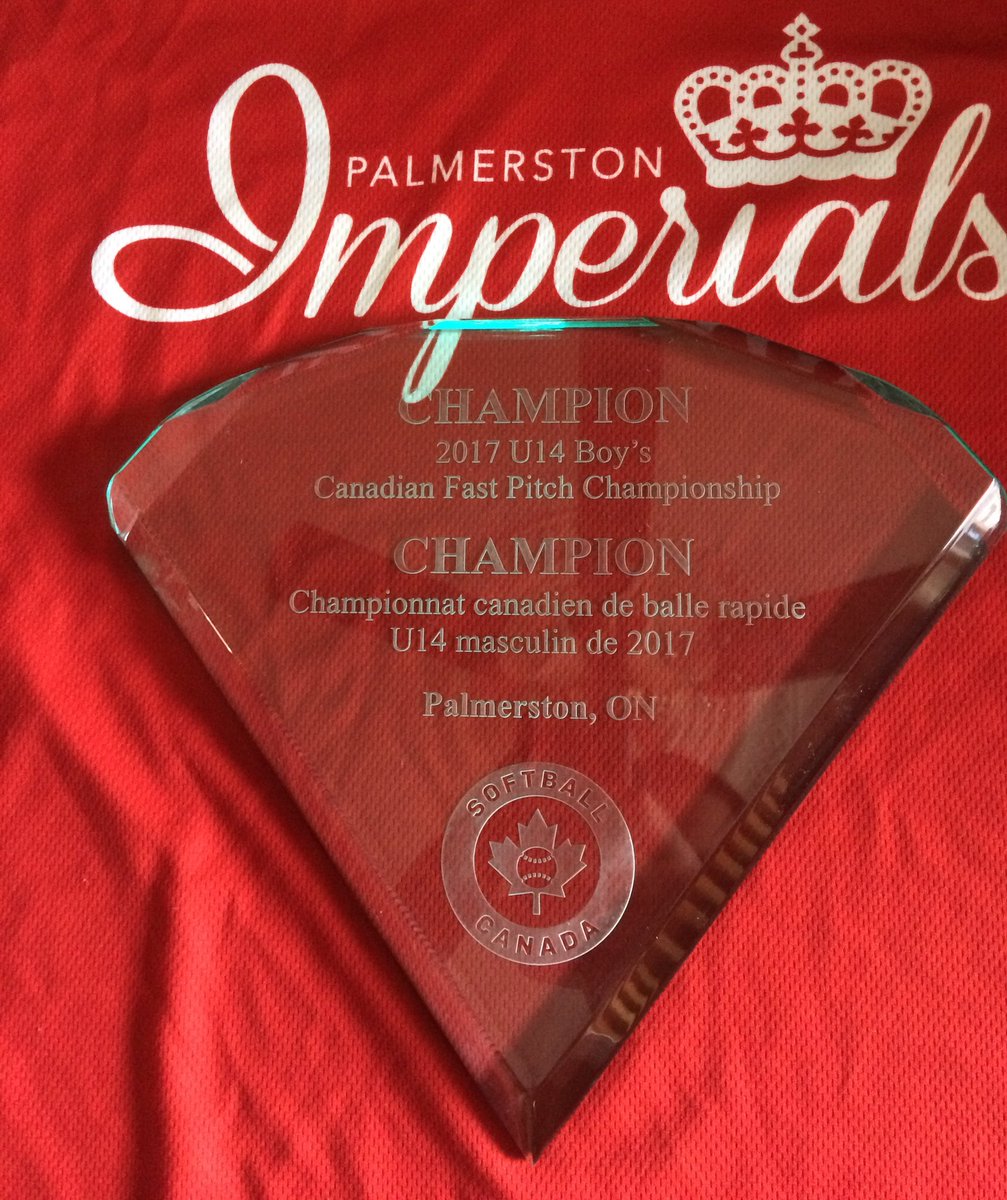 PALMERSTON
Imperials
CHAMPION
2017 U14 Boy's
Canadian Fast Pitch Championship
CHAMPION
Championnat canadien de balle rapide
U14 masculin de 2017
Palmerston, ON
SOFTBALL
CANADA